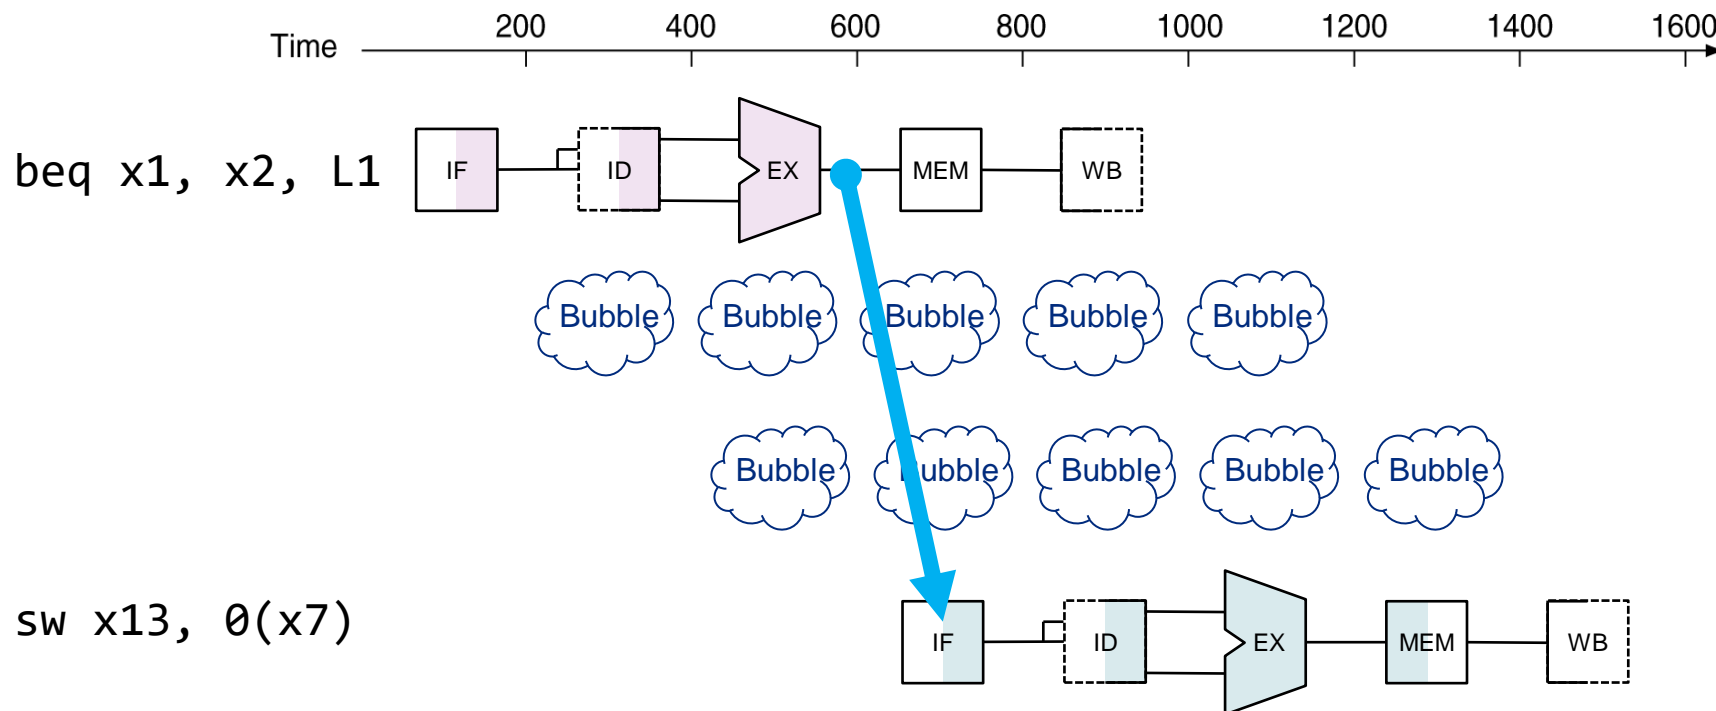 Time 200 400 600 800 1000 1200 1400 1600
beq x1, x2, L1 IF ID EX MEM WB
Bubble Bubble Bubble Bubble Bubble
Bubble Bubble Bubble Bubble Bubble
sw x13, 0(x7) IF ID EX MEM WB